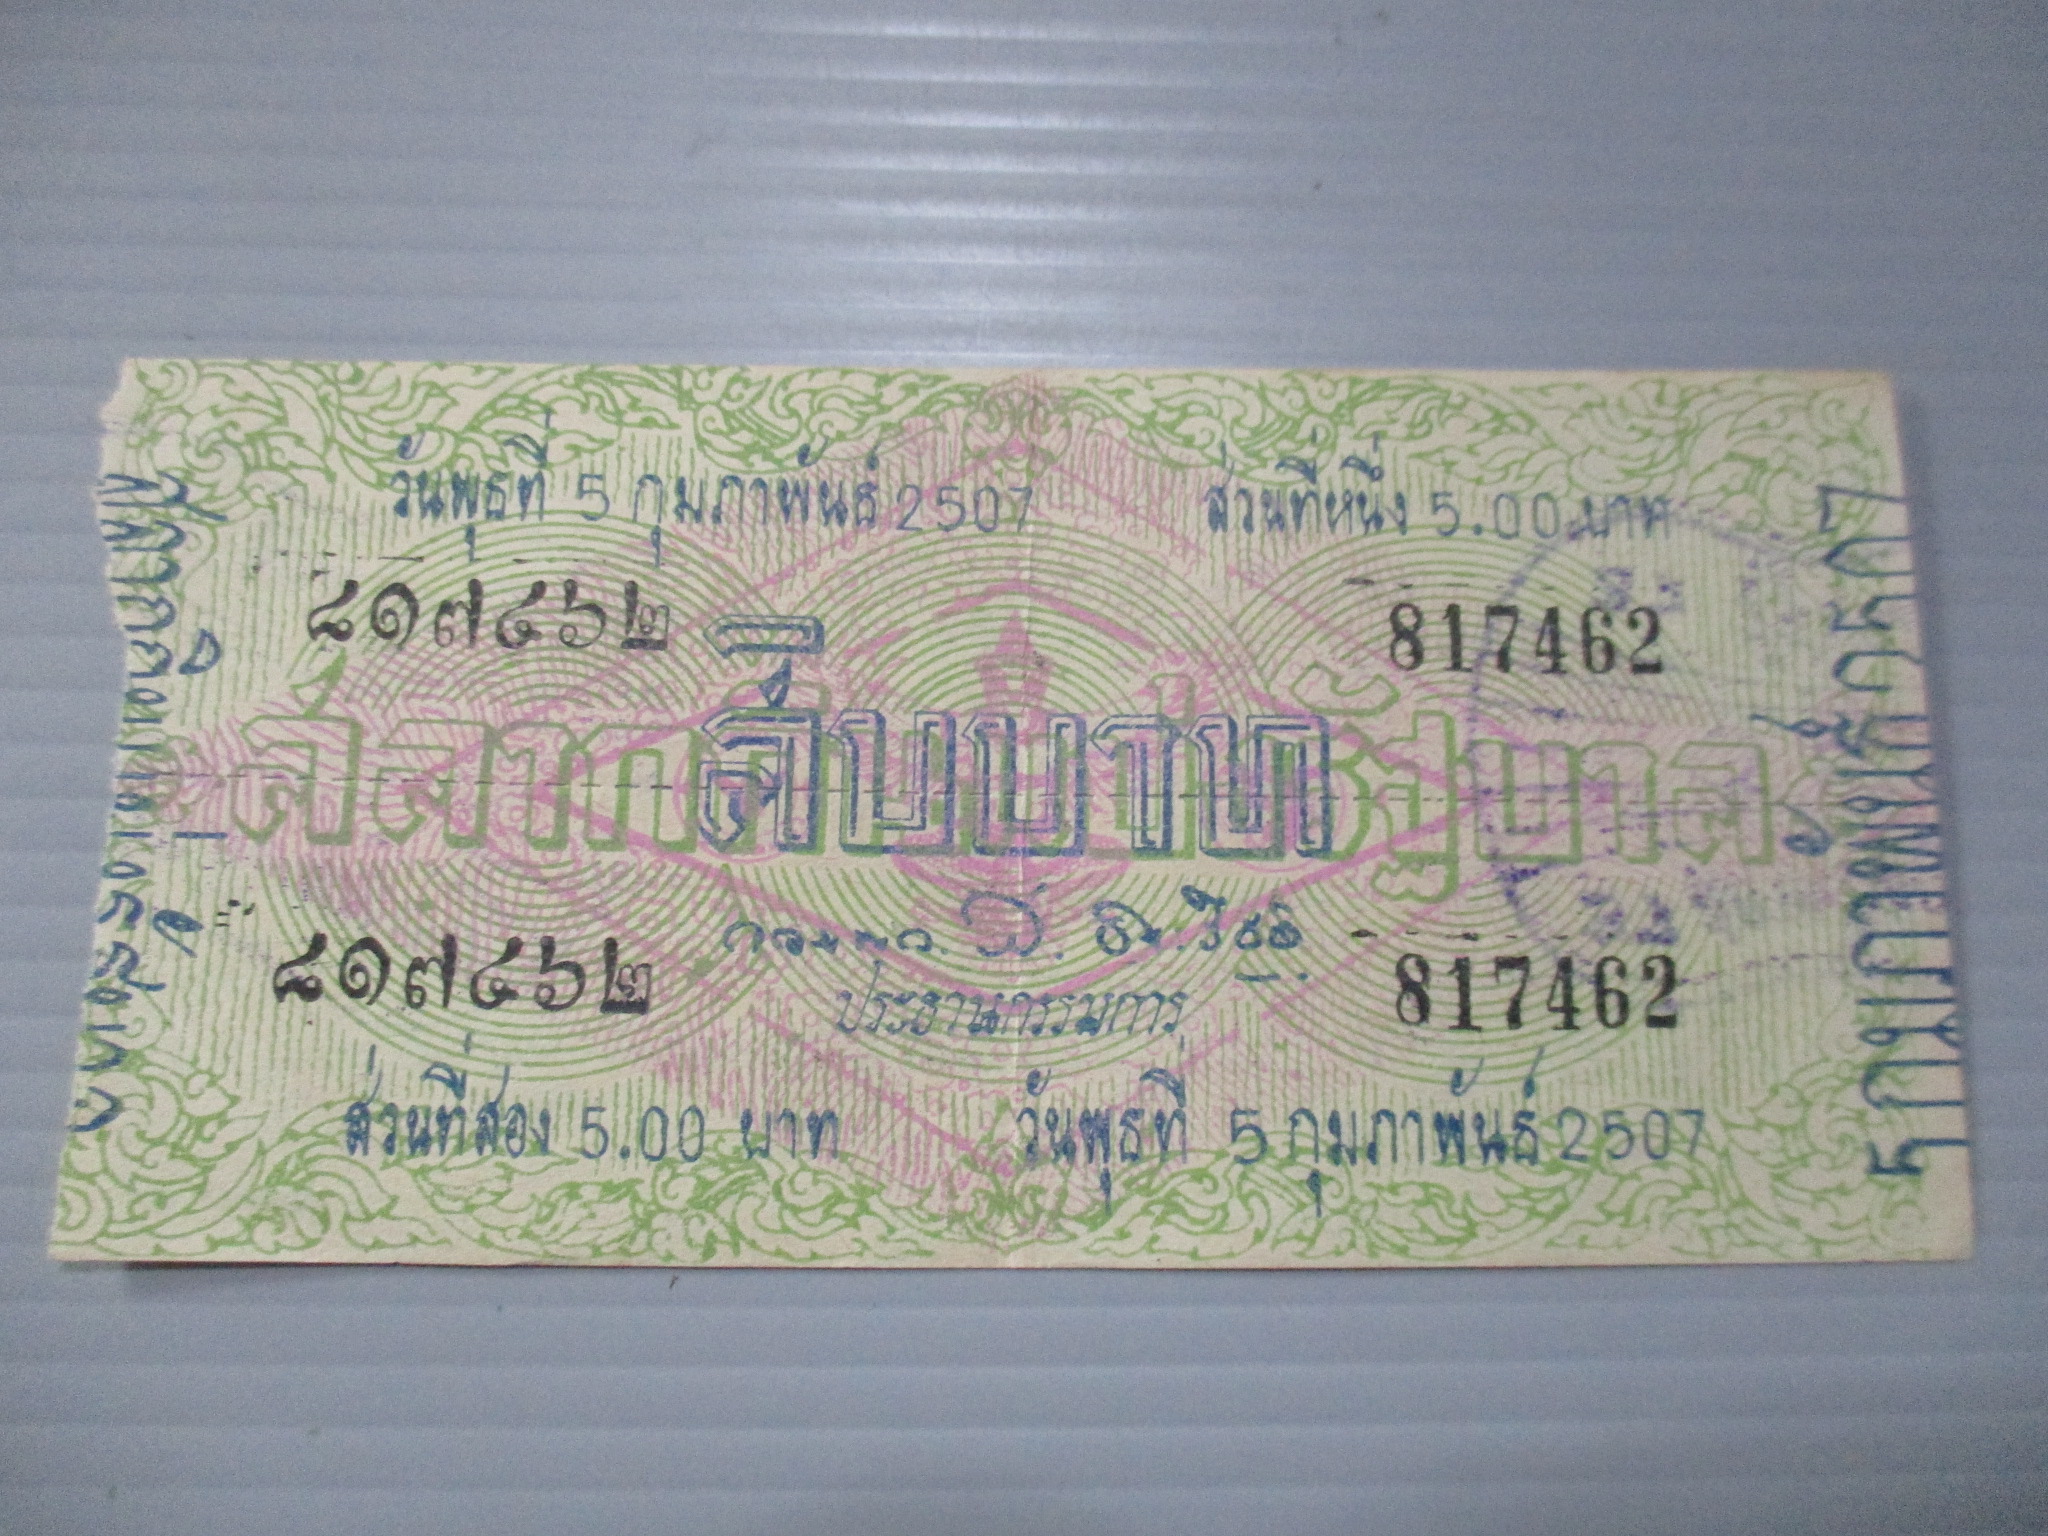 วันพุธที่ 5 กุมภาพันธ์ 2507
ส่วนที่หนึ่ง 5.00 บาท
๘๑๗๔๖๒
817462
สลากกินแบ่งรัฐบาล
สิบบาท
๘๑๗๔๖๒
817462
ประธานกรรมการ
ส่วนที่สอง 5.00 บาท
วันพุธที่ 5 กุมภาพันธ์ 2507
5 กุมภาพันธ์ 2507